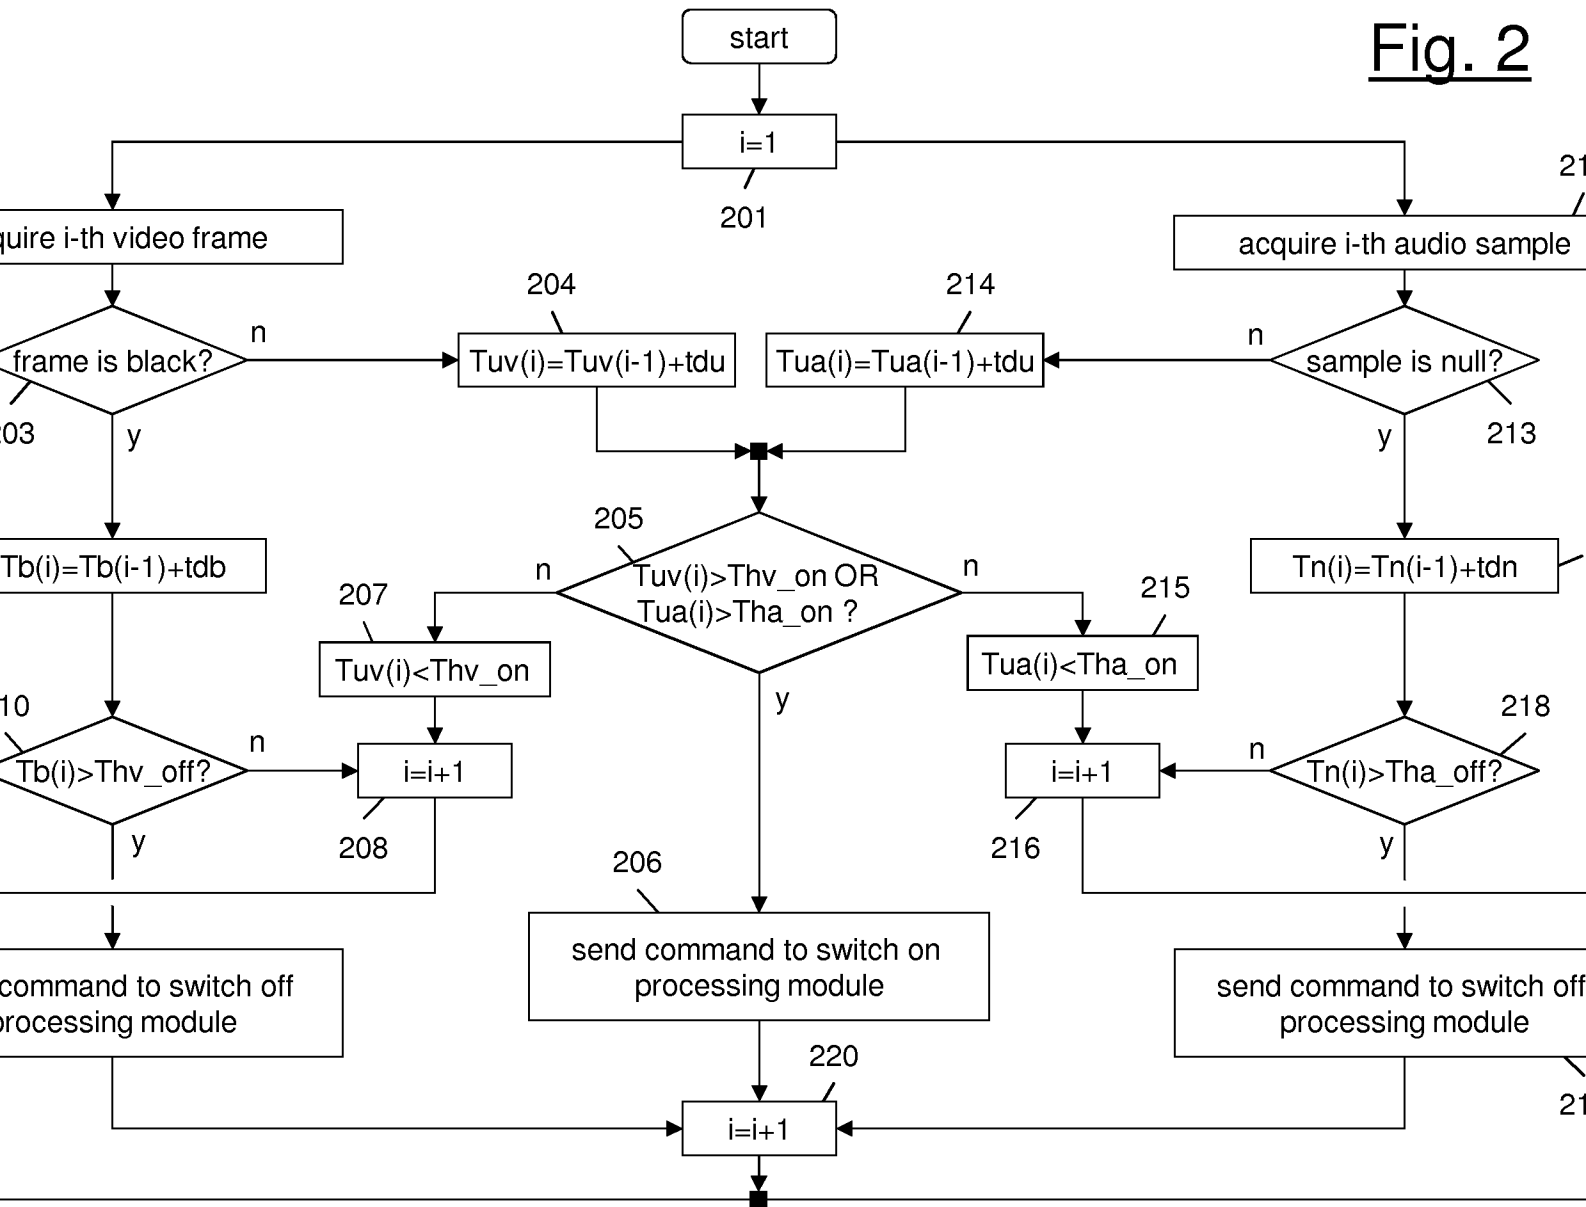 start
Fig. 2
i=1
201
21
quire i-th video frame
acquire i-th audio sample
204
214
n
n
frame is black?
Tuv(i)=Tuv(i-1)+tdu
Tua(i)=Tua(i-1)+tdu
sample is null?
203
y
y
213
205
n
n
Tuv(i)>Thv_on OR
Tua(i)>Tha_on ?
Tb(i)=Tb(i-1)+tdb
Tn(i)=Tn(i-1)+tdn
207
215
Tuv(i)<Thv_on
Tua(i)<Tha_on
y
10
218
n
n
Tb(i)>Thv_off?
i=i+1
i=i+1
Tn(i)>Tha_off?
y
208
216
y
206
send command to switch on
processing module
command to switch off
processing module
send command to switch off
processing module
220
21
i=i+1